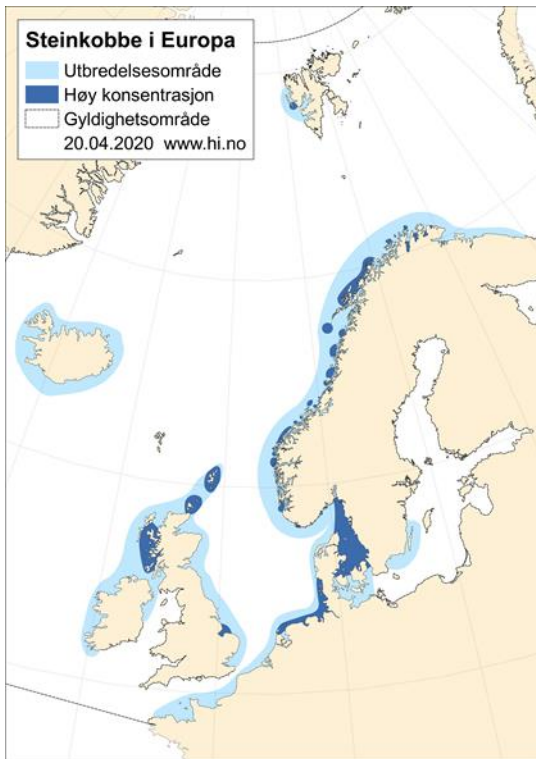 Steinkobbe i Europa
Utbredelsesområde
Høy konsentrasjon
Gyldighetsområde
20.04.2020 www.hi.no